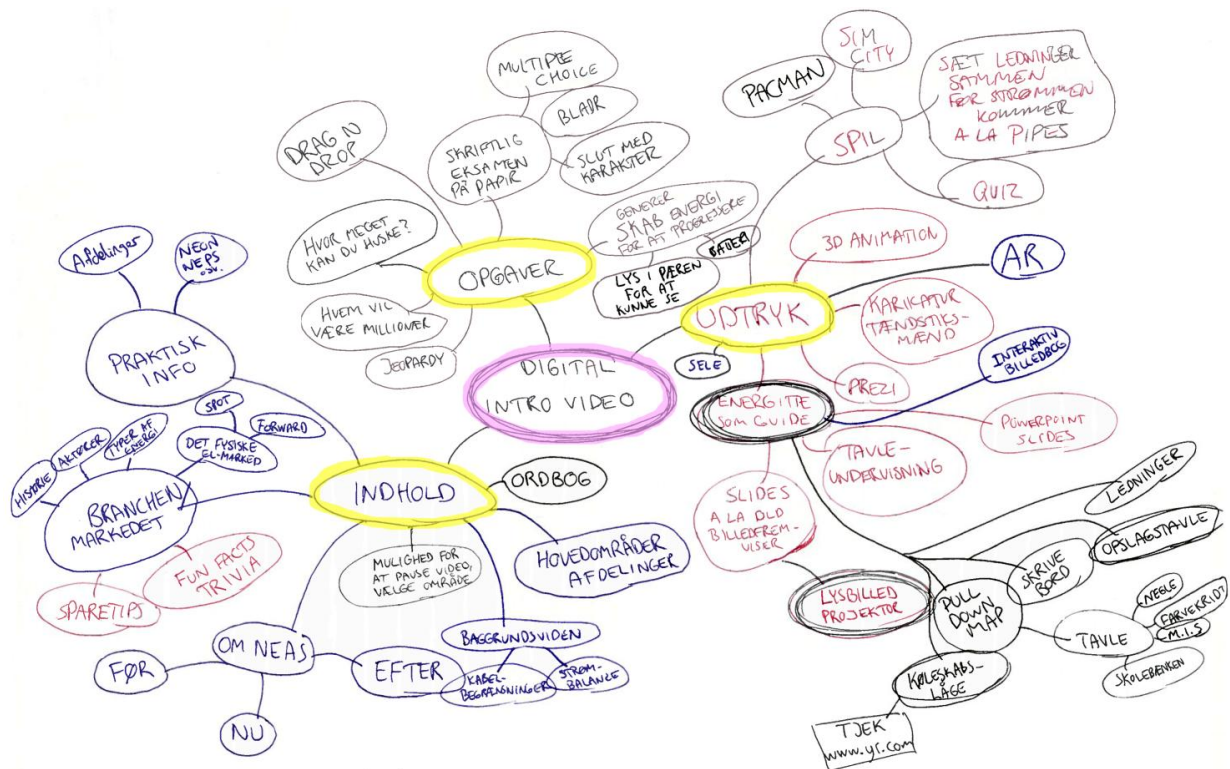 DIGITAL
INTRO VIDEO
OPGAVER
DRAG N
DROP
SKRIFTLIG
EKSAMEN
PÅ PAPIR
MULTIPLE
CHOICE
BLADR
SLUT MED
KARAKTER
HVOR MEGET
KAN DU HUSKE?
HVEM VIL
VÆRE MILLIONÆR
JEOPARDY
GENERER
SKAB ENERGI
FOR AT PROGRESSERE
LYS I PÆREN
FOR AT
KUNNE SE
UDTRYK
SPIL
PACMAN
SIM
CITY
SÆT LEDNINGER
SAMMEN
FØR STRØMMEN
KOMMER
A LA PIPES
QUIZ
3D ANIMATION
AR
KARIKATUR
TÆNDSTIKS-
MÆND
PREZI
SELE
ENERGITTE
SOM GUIDE
INTERAKTIV
BILLEDBOG
POWERPOINT
SLIDES
TAVLE-
UNDERVISNING
SLIDES
A LA OLD
BILLEDFREM-
VISER
LYSBILLED
PROJEKTOR
LEDNINGER
OPSLAGSTAVLE
SKRIVE
BORD
PULL
DOWN
MAP
TAVLE
NEGLE
FARVEKRIDT
M.I.S
SKOLEBÆNKEN
KØLESKABS-
LÅGE
TJEK
www.yr.com
INDHOLD
ORDBOG
HOVEDOMRÅDER
AFDELINGER
BAGGRUNDSVIDEN
KABEL-
BEGRÆNSNINGER
STRØM-
BALANCE
MULIGHED FOR
AT PAUSE VIDEO,
VÆLGE OMRÅDE
OM NEAS
FØR
NU
EFTER
BRANCHEN
MARKEDET
HISTORIE
AKTØRER
TYPER AF
ENERGI
DET FYSISKE
EL-MARKED
SPOT
FORWARD
FUN FACTS
TRIVIA
SPARETIPS
PRAKTISK
INFO
Afdelinger
NEON
NEPS
osv.